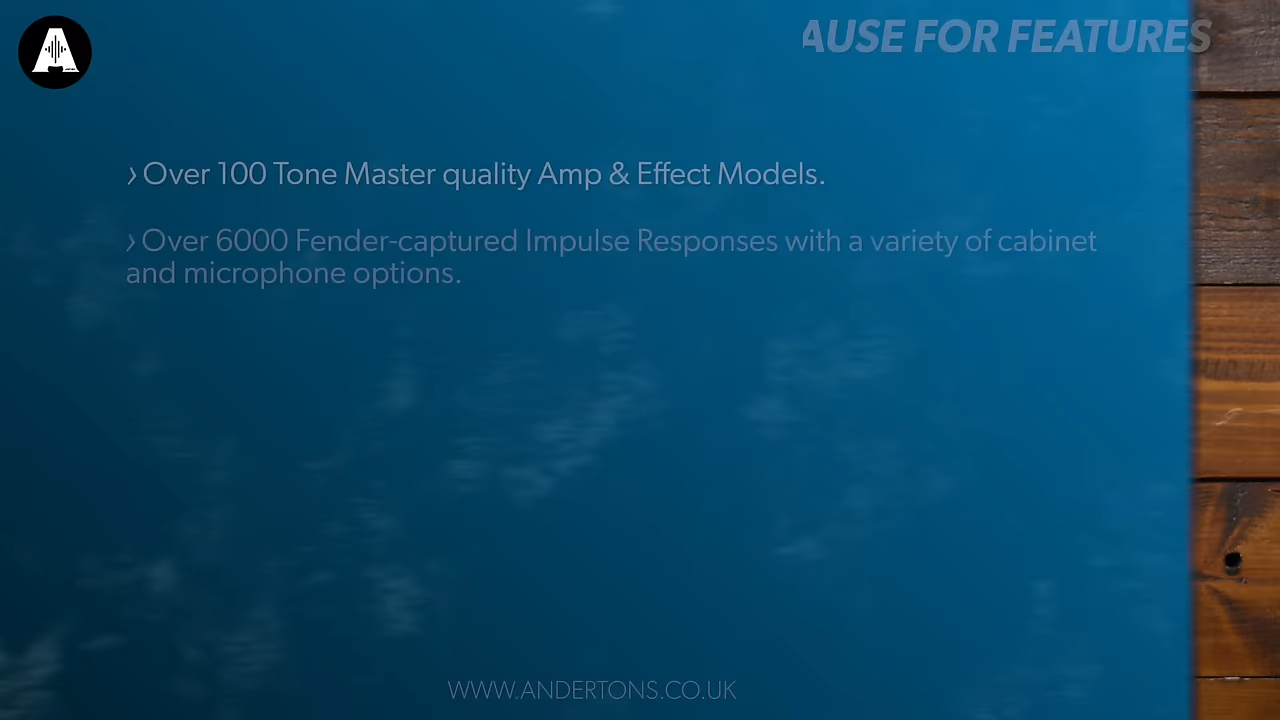 AUSE FOR FEATURES
› Over 100 Tone Master quality Amp & Effect Models.
› Over 6000 Fender-captured Impulse Responses with a variety of cabinet
and microphone options.
WWW.ANDERTONS.CO.UK